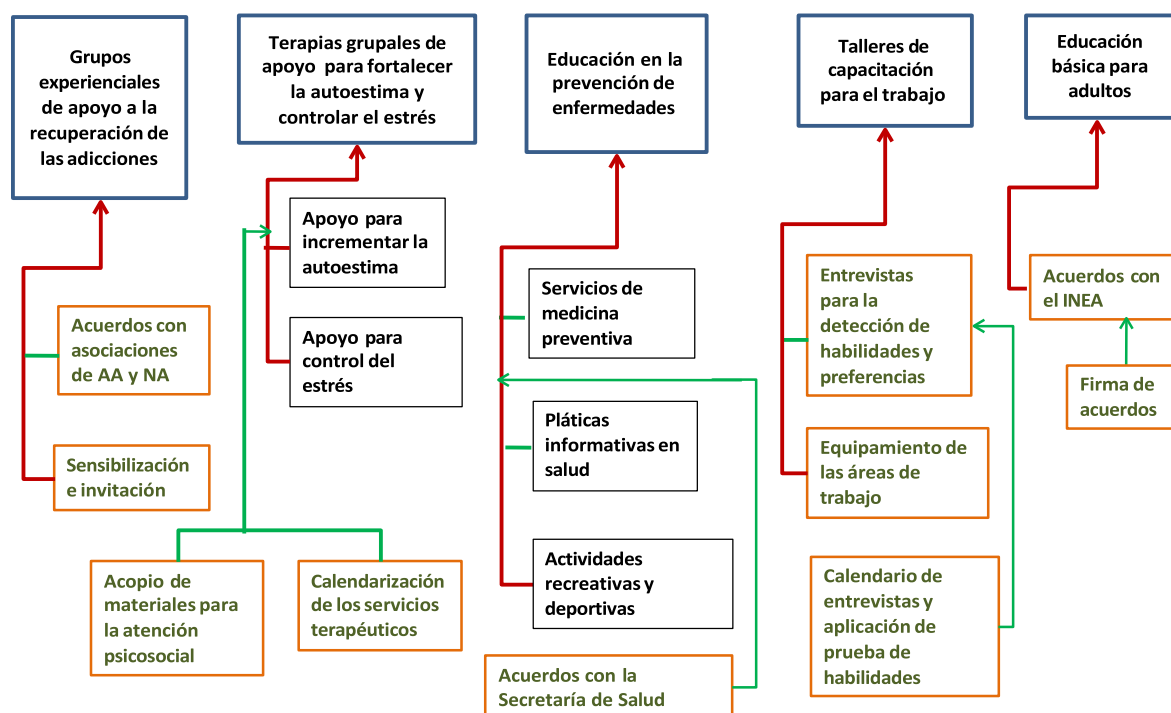 Grupos
experienciales
de apoyo a la
recuperación de
las adicciones
Terapias grupales de
apoyo para fortalecer
la autoestima y
controlar el estrés
Educación en la
prevención de
enfermedades
Talleres de
capacitación
para el trabajo
Educación
básica para
adultos
Acuerdos con
asociaciones
de AA y NA
Sensibilización
e invitación
Apoyo para
incrementar la
autoestima
Apoyo para
control del
estrés
Acopio de
materiales para
la atención
psicosocial
Calendarización
de los servicios
terapéuticos
Servicios de
medicina
preventiva
Pláticas
informativas en
salud
Actividades
recreativas y
deportivas
Acuerdos con la
Secretaría de Salud
Entrevistas
para la
detección de
habilidades y
preferencias
Equipamiento de
las áreas de
trabajo
Calendario de
entrevistas y
aplicación de
prueba de
habilidades
Acuerdos con
el INEA
Firma de
acuerdos